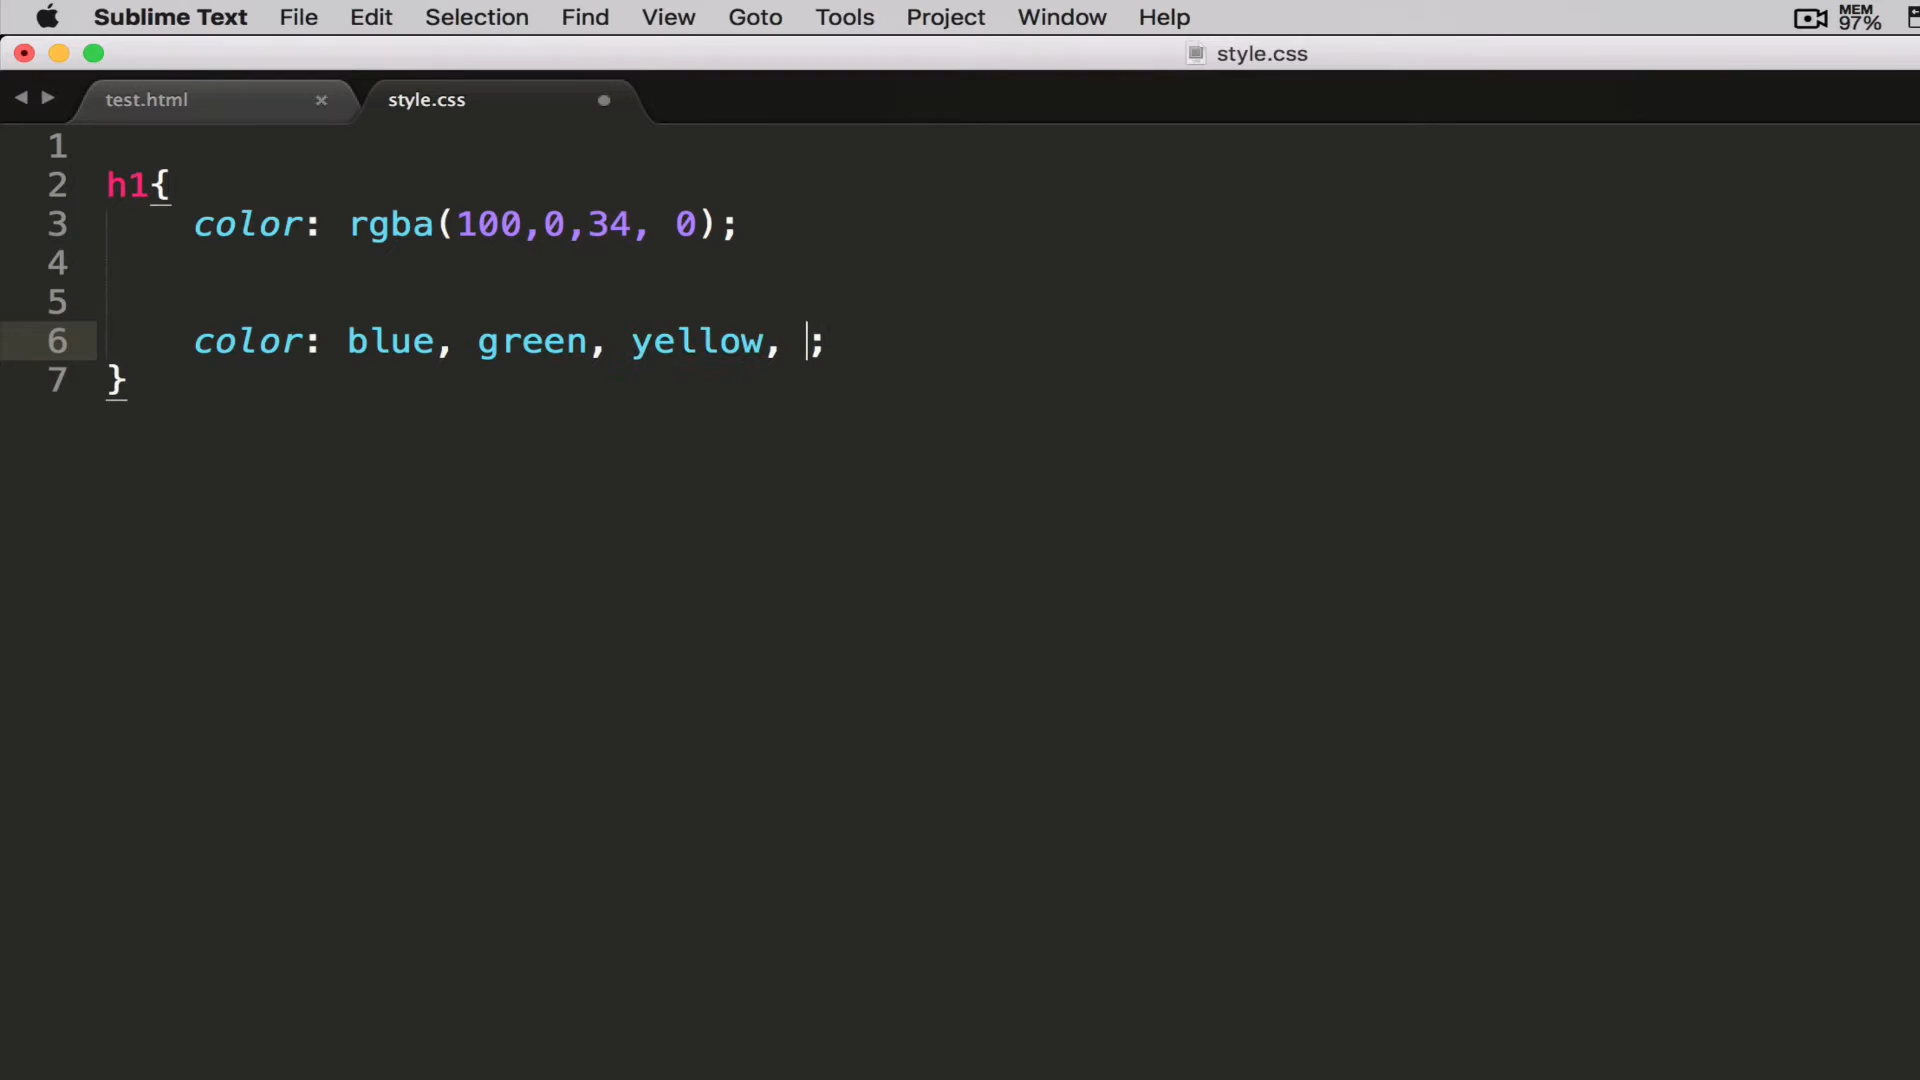 Sublime Text File Edit Selection Find View Goto Tools Project Window Help MEM 97%
style.css
test.html × style.css
1
2 h1{
3 color: rgba(100,0,34, 0);
4
5
6 color: blue, green, yellow, ;
7 }